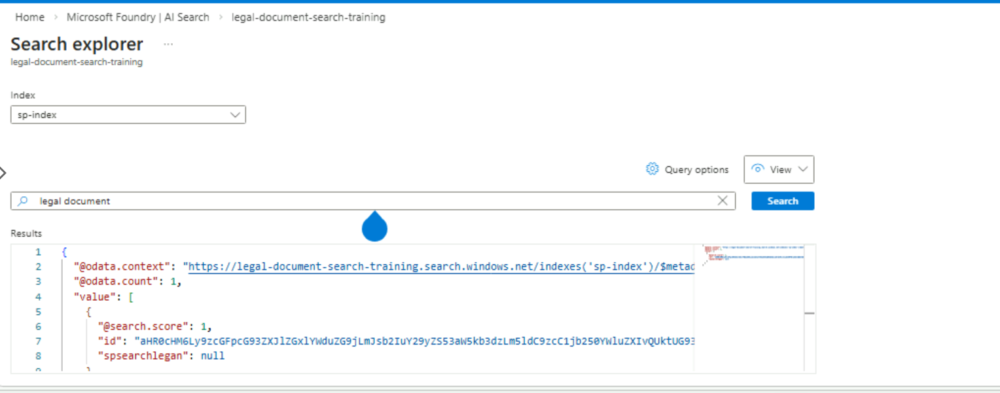 Home > Microsoft Foundry | AI Search > legal-document-search-training
Search explorer ...
legal-document-search-training
Index
sp-index
Query options View
legal document Search
Results
1 {
2 "@odata.context": "https://legal-document-search-training.search.windows.net/indexes('sp-index')/$metad
3 "@odata.count": 1,
4 "value": [
5 {
6 "@search.score": 1,
7 "id": "aHR0cHM6Ly9zcGFpcG93ZXJlZGxlYWduZG9jLmJsb2IuY29yZS53aW5kb3dzLm5ldC9zcC1jb250YWluZXIvQUktUG93
8 "spsearchlegan": null
9 }